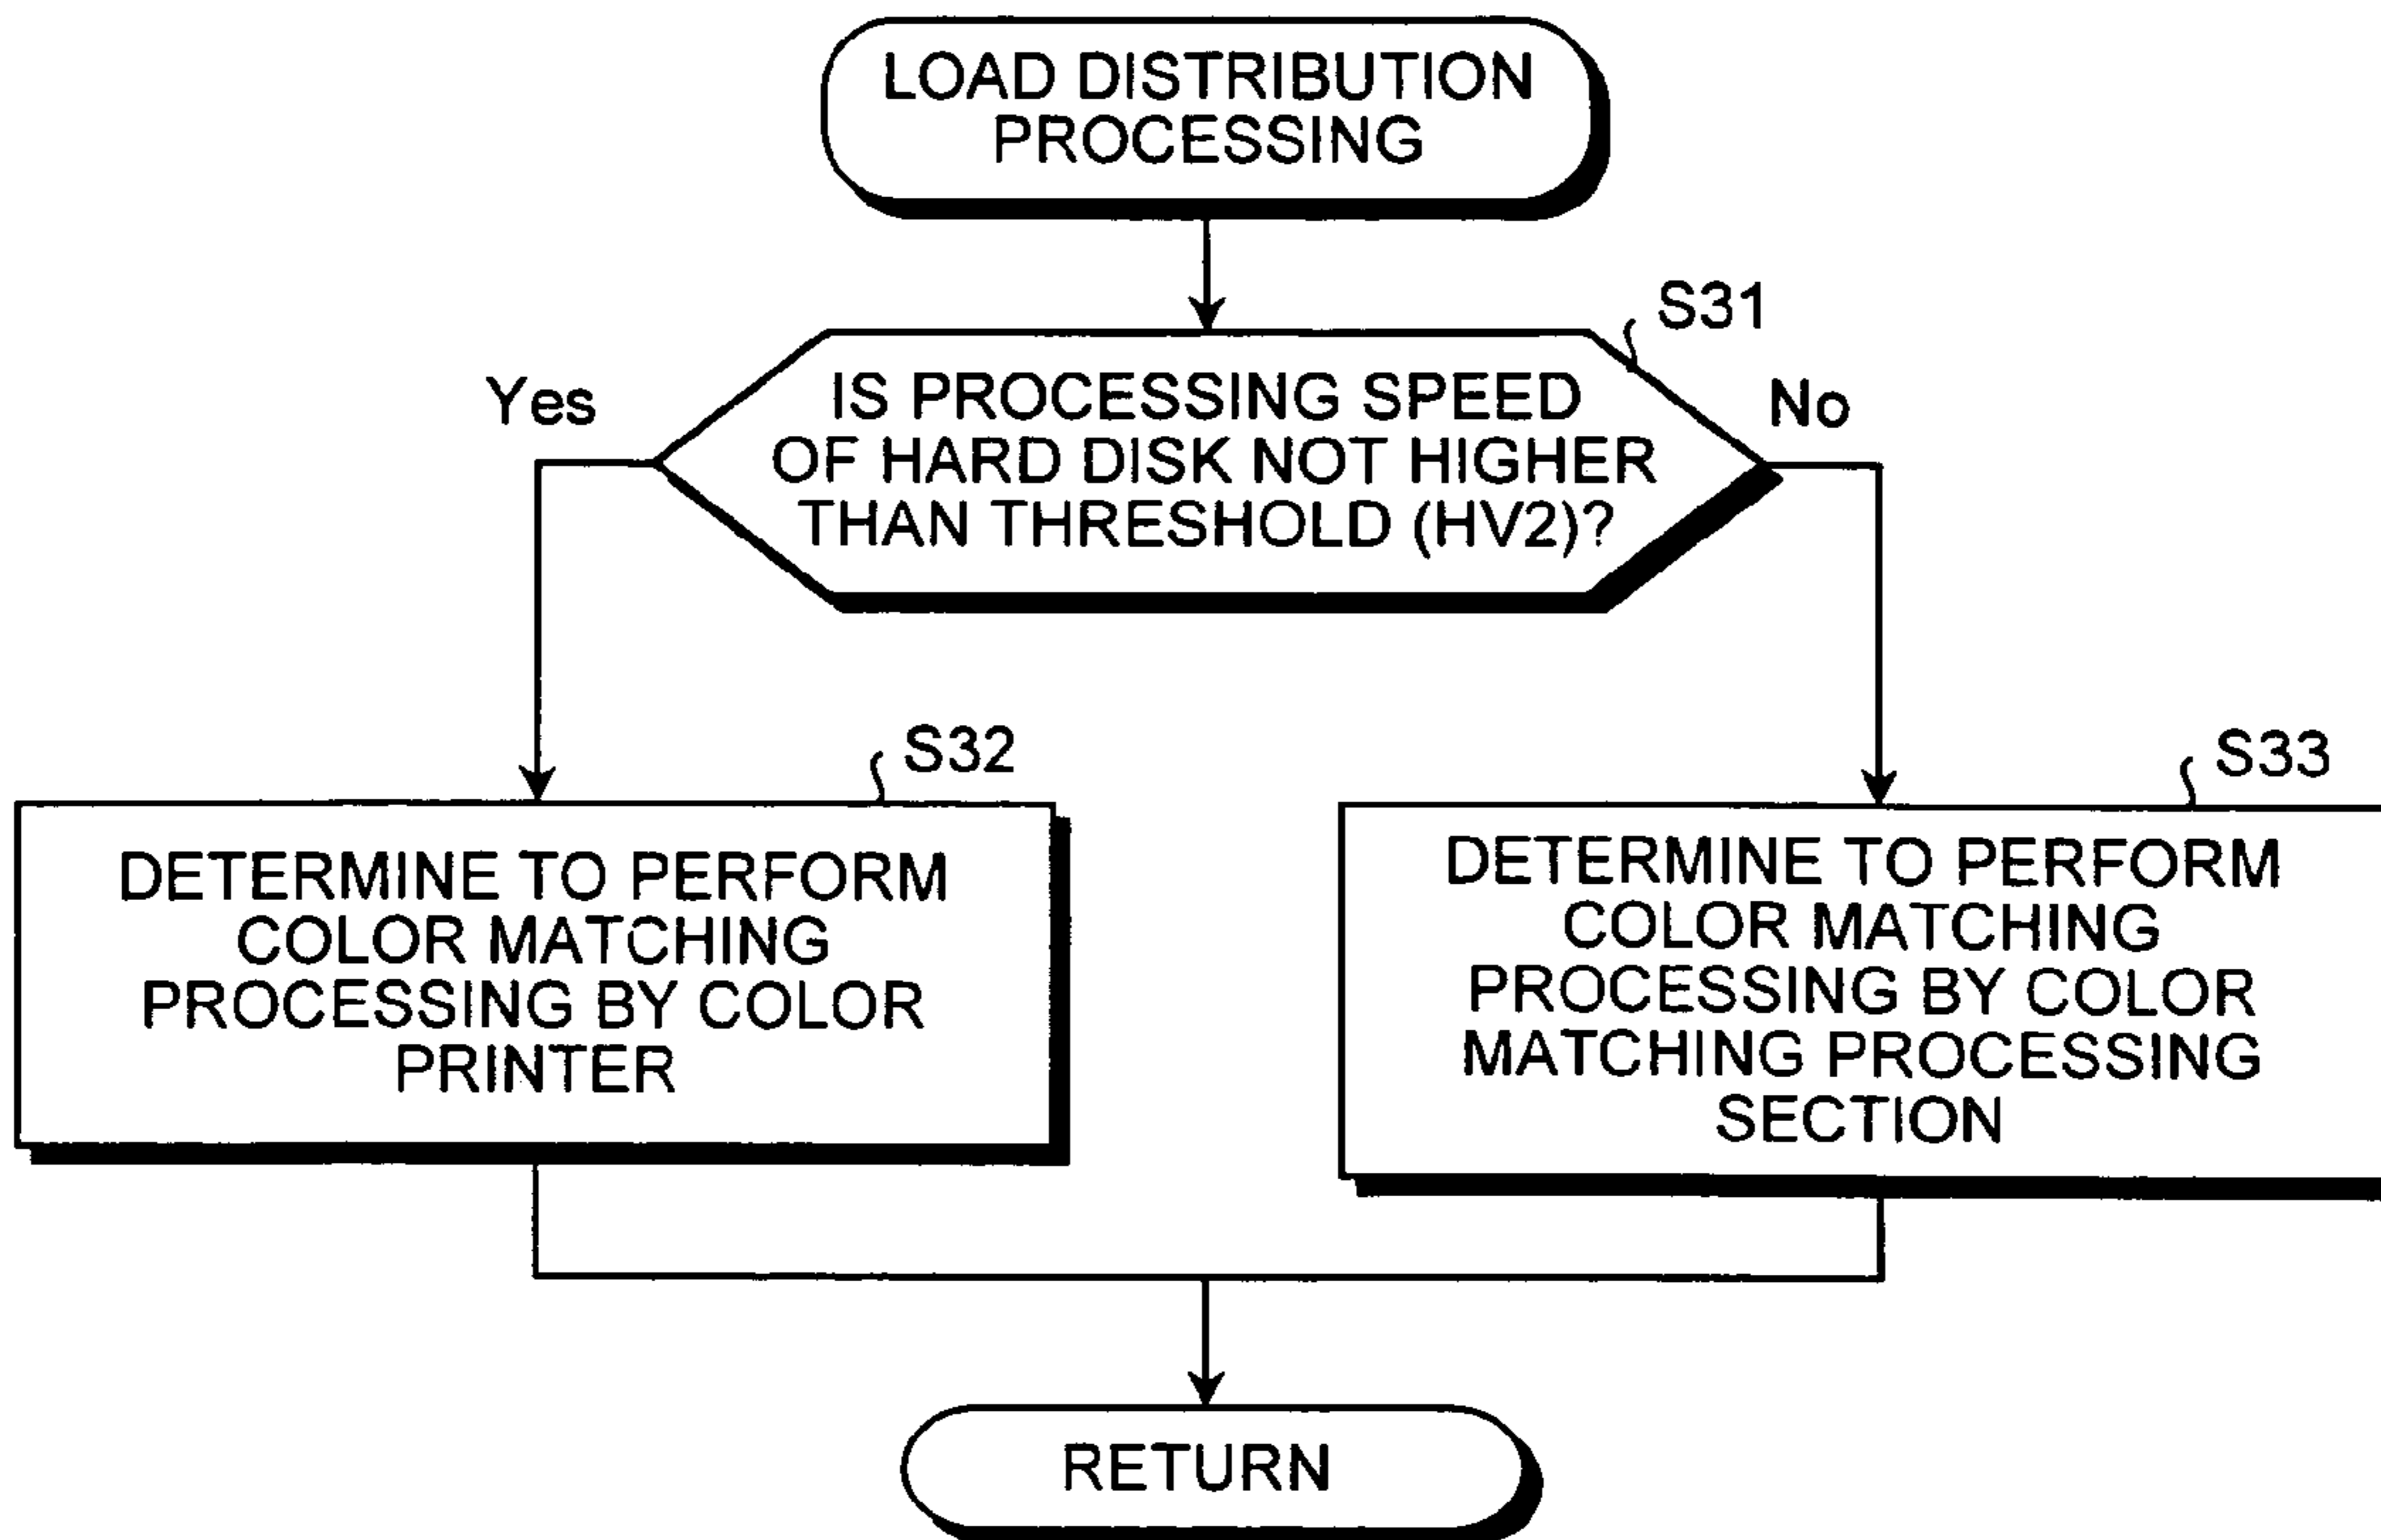 LOAD DISTRIBUTION
PROCESSING
S31
Yes
No
IS PROCESSING SPEED
OF HARD DISK NOT HIGHER
THAN THRESHOLD (HV2)?
S32
DETERMINE TO PERFORM
COLOR MATCHING
PROCESSING BY COLOR
PRINTER
S33
DETERMINE TO PERFORM
COLOR MATCHING
PROCESSING BY COLOR
MATCHING PROCESSING
SECTION
RETURN